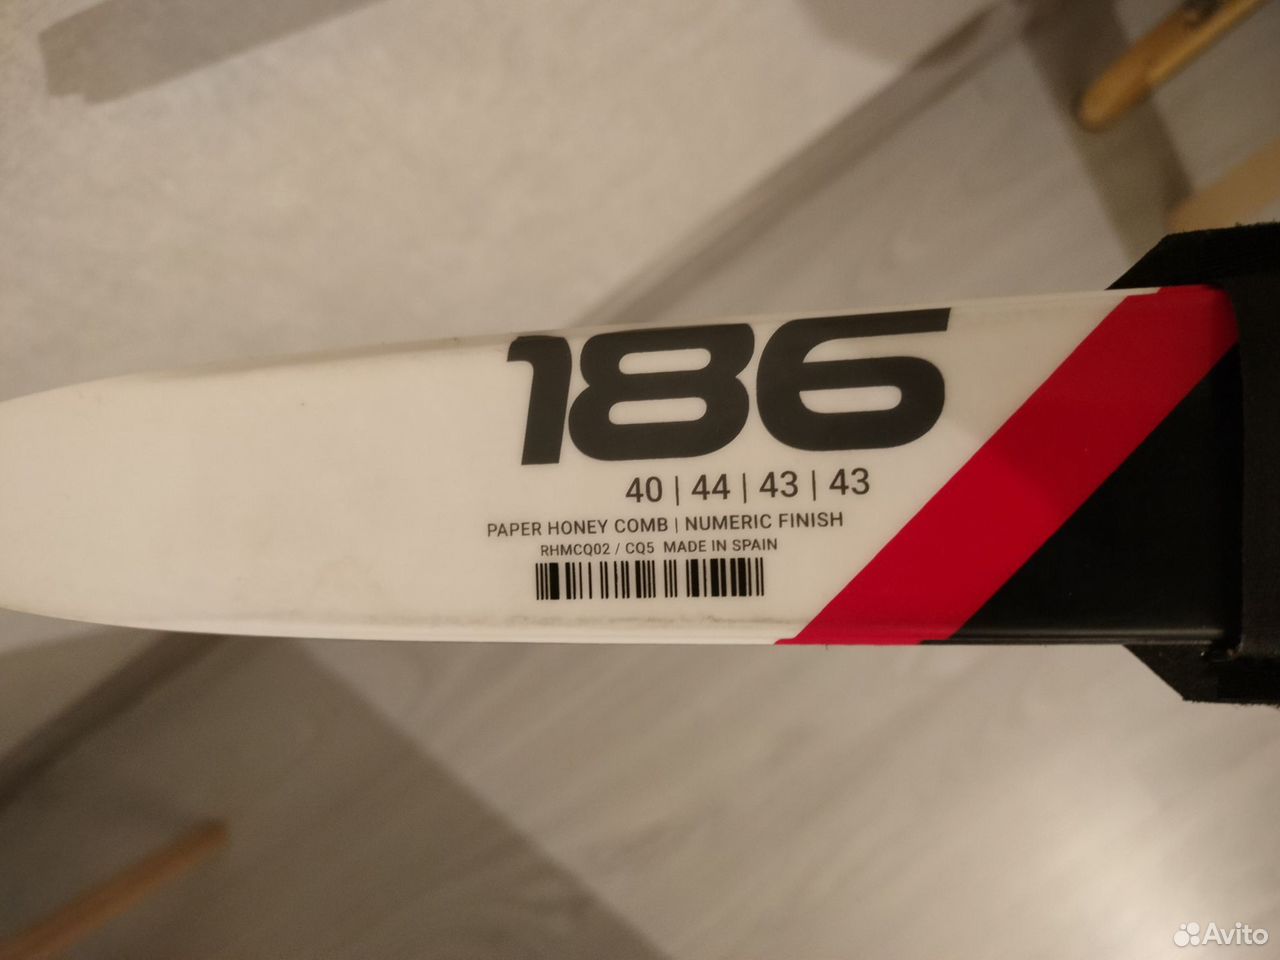 186
40 | 44 | 43 | 43
PAPER HONEY COMB | NUMERIC FINISH
RHMCQ02 / CQ5 MADE IN SPAIN
Avito